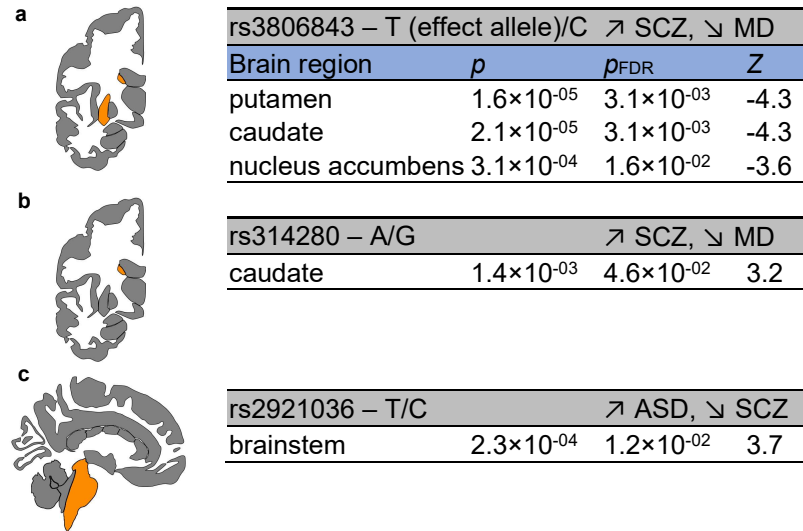 a
rs3806843 – T (effect allele)/C ↗ SCZ, ↘ MD
Brain region p pFDR Z
putamen 1.6×10-05 3.1×10-03 -4.3
caudate 2.1×10-05 3.1×10-03 -4.3
nucleus accumbens 3.1×10-04 1.6×10-02 -3.6
b
rs314280 – A/G ↗ SCZ, ↘ MD
caudate 1.4×10-03 4.6×10-02 3.2
c
rs2921036 – T/C ↗ ASD, ↘ SCZ
brainstem 2.3×10-04 1.2×10-02 3.7